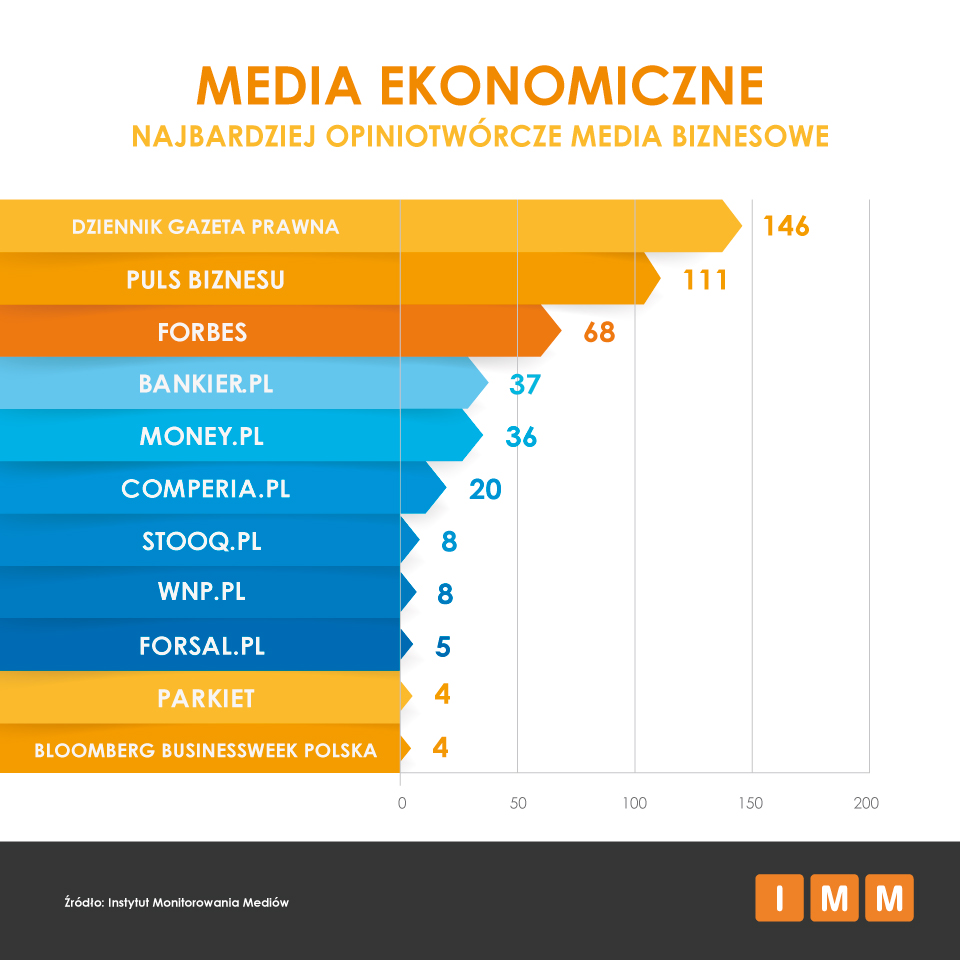 MEDIA EKONOMICZNE
NAJBARDZIEJ OPINIOTWÓRCZE MEDIA BIZNESOWE
DZIENNIK GAZETA PRAWNA 146
PULS BIZNESU 111
FORBES 68
BANKIER.PL 37
MONEY.PL 36
COMPERIA.PL 20
STOOQ.PL 8
WNP.PL 8
FORSAL.PL 5
PARKIET 4
BLOOMBERG BUSINESSWEEK POLSKA 4
0 50 100 150 200
Źródło: Instytut Monitorowania Mediów
IMM